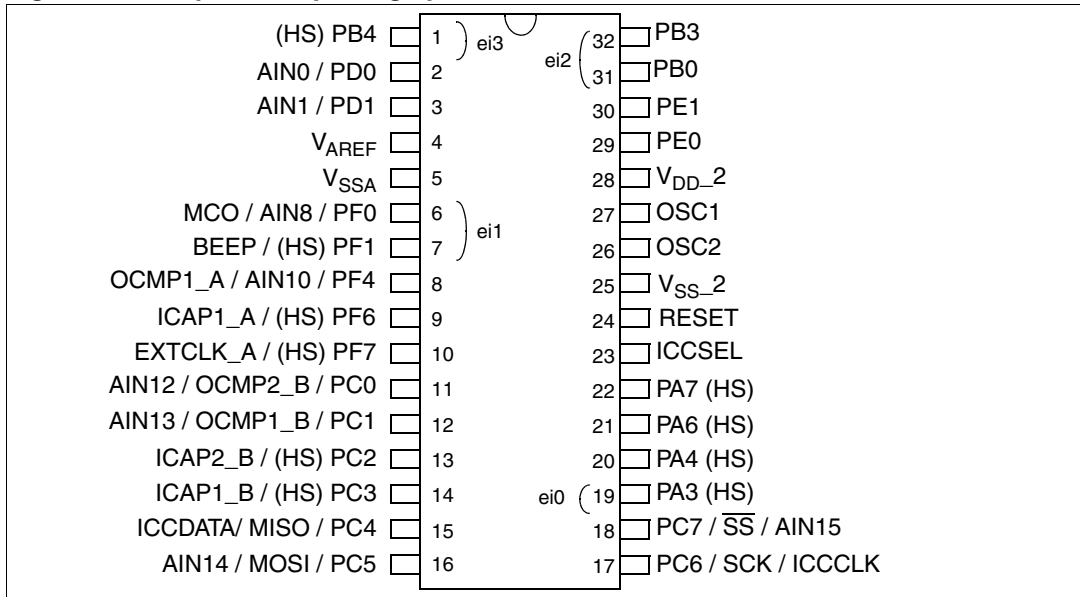 (HS) PB4 1 ei3 ei2 32 PB3
AIN0 / PD0 2 31 PB0
AIN1 / PD1 3 30 PE1
VAREF 4 29 PE0
VSSA 5 28 VDD_2
MCO / AIN8 / PF0 6 ei1 27 OSC1
BEEP / (HS) PF1 7 26 OSC2
OCMP1_A / AIN10 / PF4 8 25 VSS_2
ICAP1_A / (HS) PF6 9 24 RESET
EXTCLK_A / (HS) PF7 10 23 ICCSEL
AIN12 / OCMP2_B / PC0 11 22 PA7 (HS)
AIN13 / OCMP1_B / PC1 12 21 PA6 (HS)
ICAP2_B / (HS) PC2 13 20 PA4 (HS)
ICAP1_B / (HS) PC3 14 ei0 19 PA3 (HS)
ICCDATA/ MISO / PC4 15 18 PC7 / SS / AIN15
AIN14 / MOSI / PC5 16 17 PC6 / SCK / ICCCLK